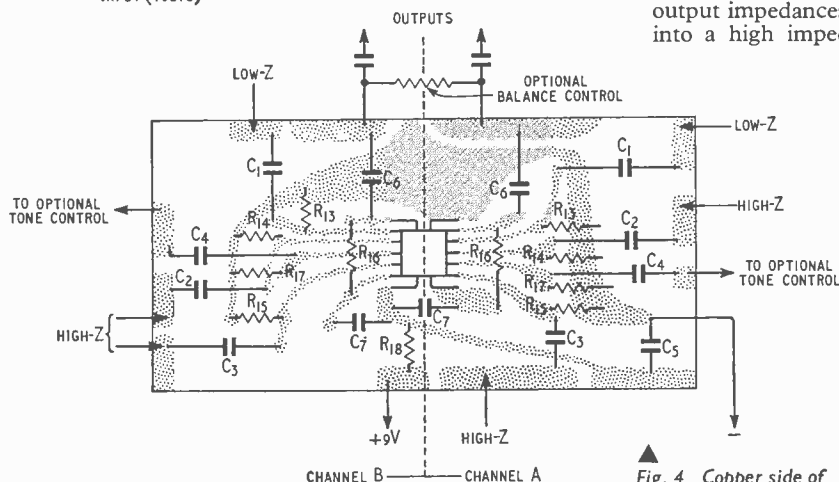 output impedance
into a high impe
OUTPUTS
LOW-Z
OPTIONAL
BALANCE CONTROL
LOW-Z
C1
C6
C6
C1
HIGH-Z
TO OPTIONAL
TONE CONTROL
R13
R13
R14
C2
C4
R16
R16
R14
C4
TO OPTIONAL
TONE CONTROL
C2
R17
R17
R15
R15
HIGH-Z
C7
C7
C3
R18
C3
C5
+9V
HIGH-Z
–
CHANNEL B
CHANNEL A
Fig. 4 Copper side of